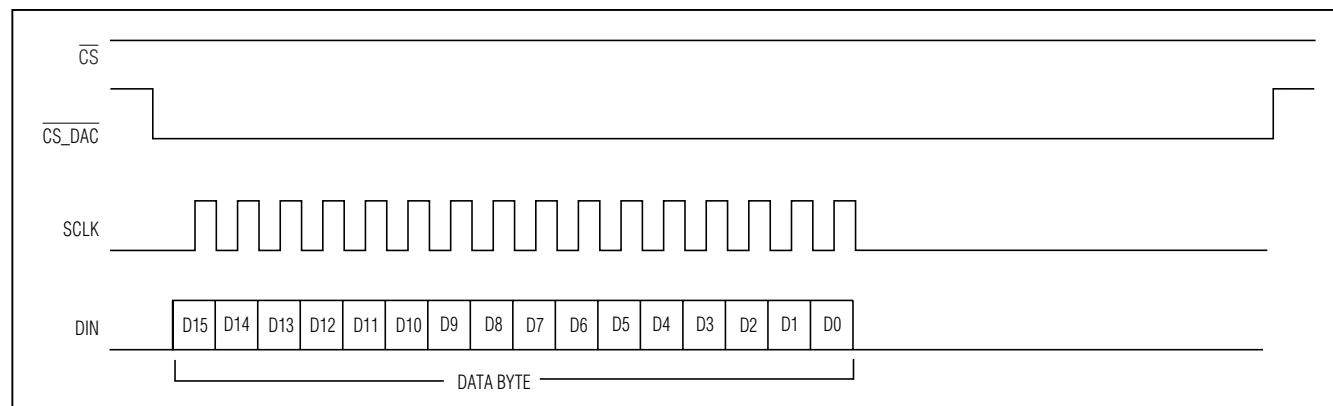 CS
CS_DAC
SCLK
DIN
D15 D14 D13 D12 D11 D10 D9 D8 D7 D6 D5 D4 D3 D2 D1 D0
DATA BYTE